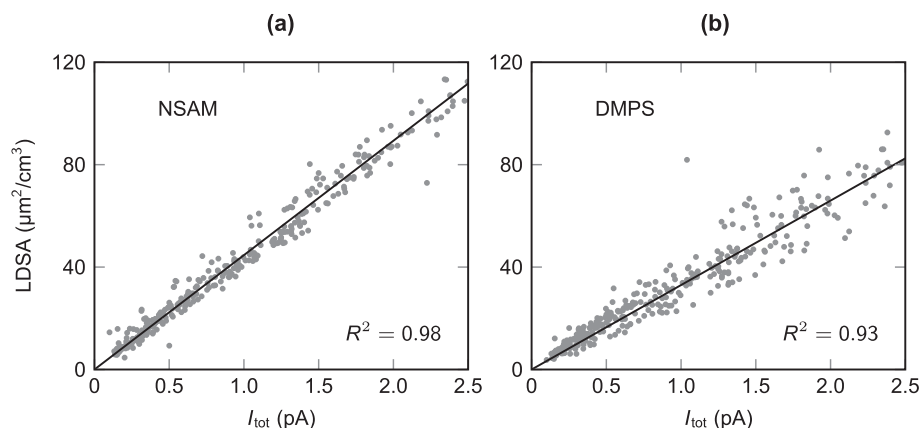 (a)
(b)
LDSA (μm²/cm³)
120
80
40
0
NSAM
R² = 0.98
0 0.5 1.0 1.5 2.0 2.5
I_tot (pA)
120
80
40
0
DMPS
R² = 0.93
0 0.5 1.0 1.5 2.0 2.5
I_tot (pA)